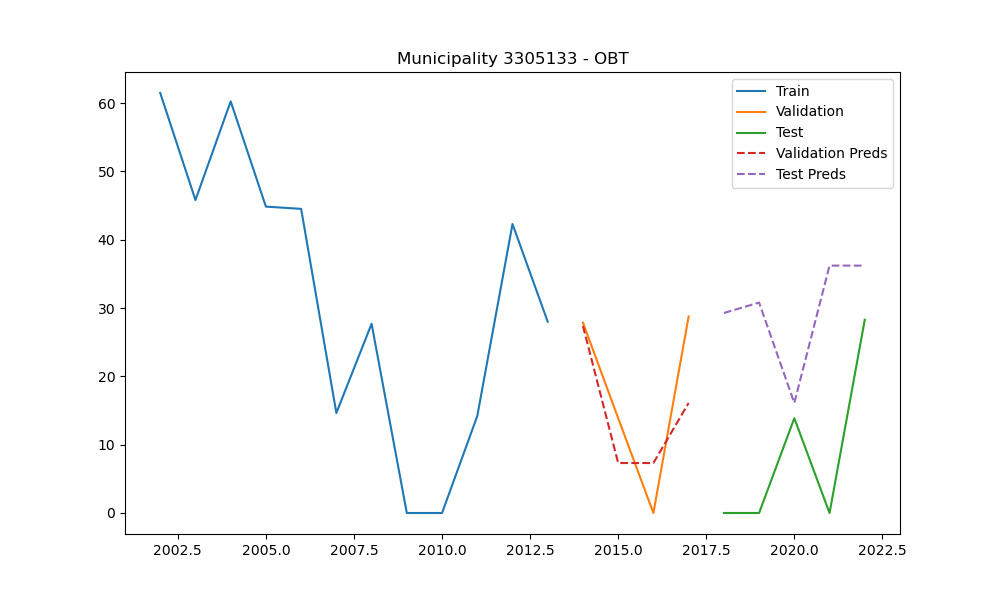 Municipality 3305133 - OBT
Train
Validation
Test
Validation Preds
Test Preds
60
50
40
30
20
10
0
2002.5 2005.0 2007.5 2010.0 2012.5 2015.0 2017.5 2020.0 2022.5